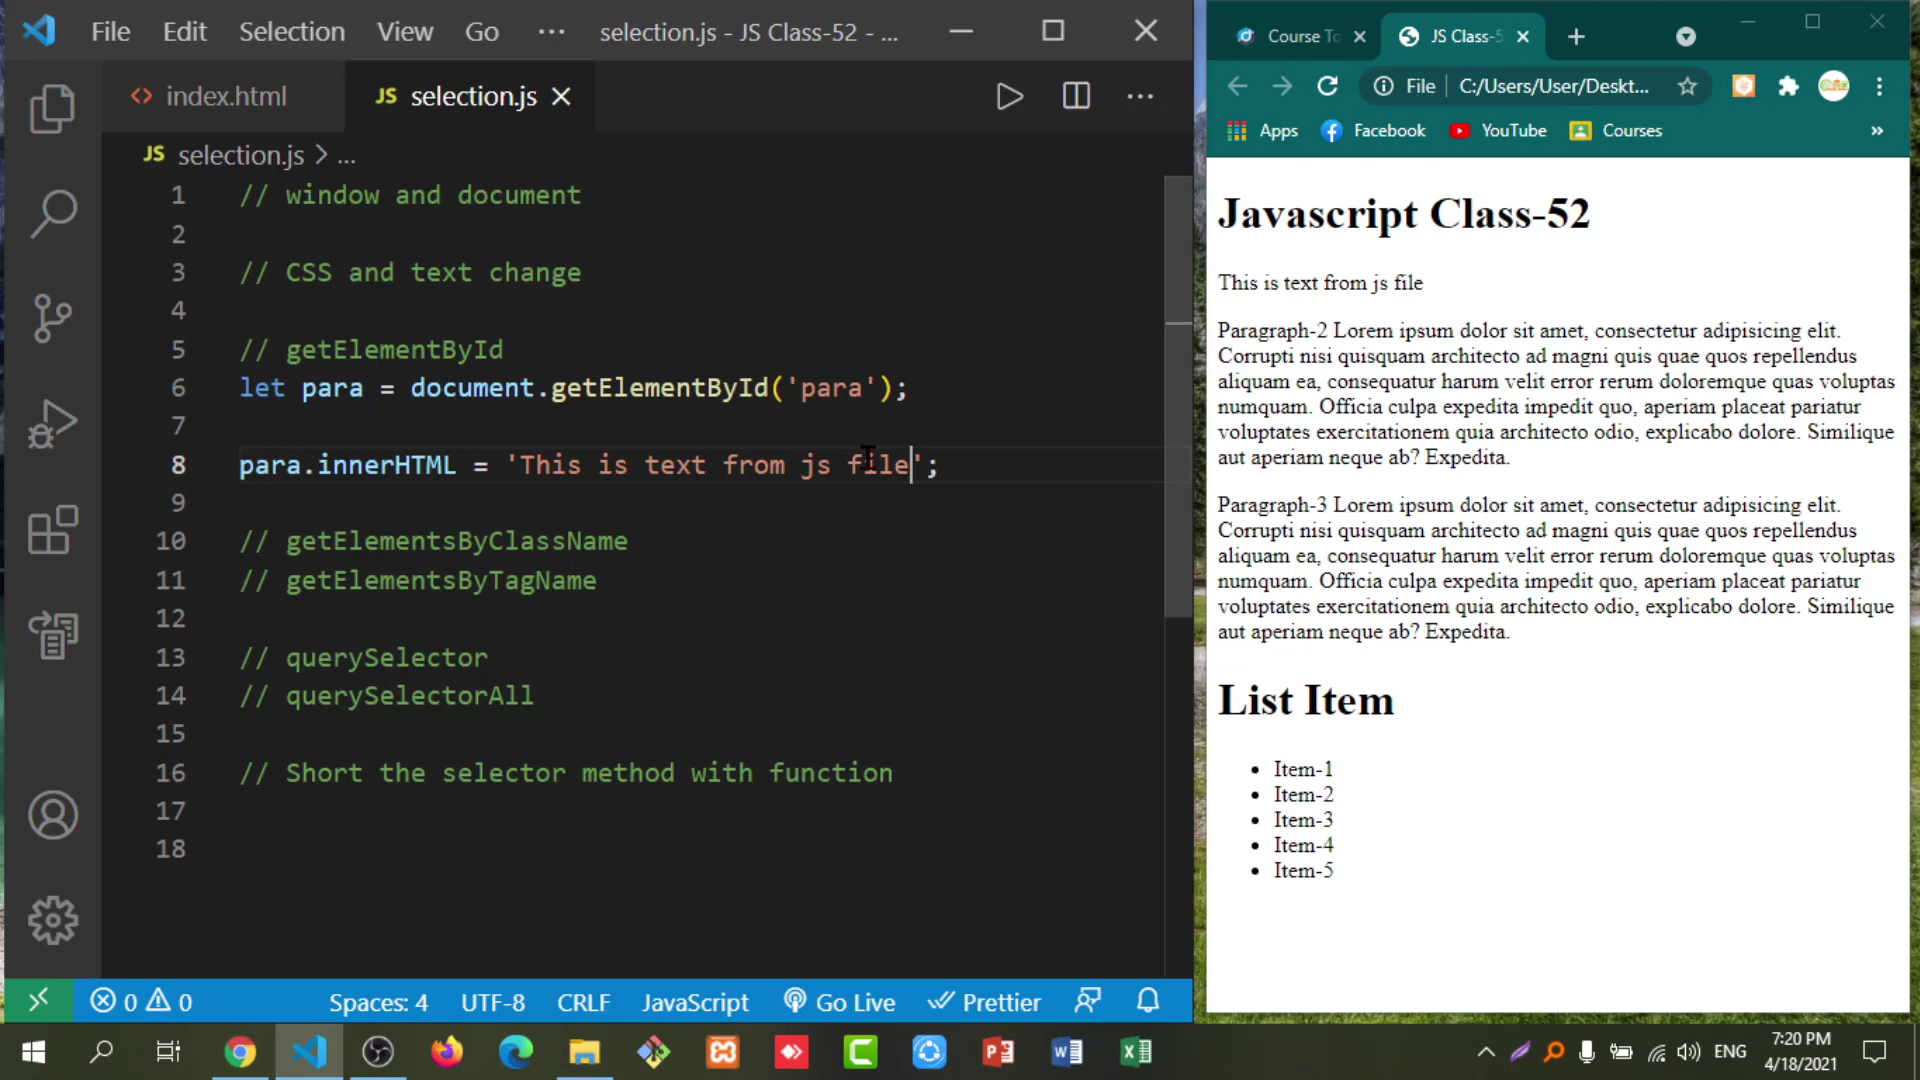 File Edit Selection View Go ··· selection.js - JS Class-52 - ...
index.html JS selection.js
JS selection.js > ...
1 // window and document
2
3 // CSS and text change
4
5 // getElementById
6 let para = document.getElementById('para');
7
8 para.innerHTML = 'This is text from js file';
9
10 // getElementsByClassName
11 // getElementsByTagName
12
13 // querySelector
14 // querySelectorAll
15
16 // Short the selector method with function
17
18
0 0 Spaces: 4 UTF-8 CRLF JavaScript Go Live Prettier
Course To JS Class-5
File C:/Users/User/Deskt...
Apps Facebook YouTube Courses »
Javascript Class-52
This is text from js file
Paragraph-2 Lorem ipsum dolor sit amet, consectetur adipisicing elit.
Corrupti nisi quisquam architecto ad magni quis quae quos repellendus
aliquam ea, consequatur harum velit error rerum doloremque quas voluptas
numquam. Officia culpa expedita impedit quo, aperiam placeat pariatur
voluptates exercitationem quia architecto odio, explicabo dolore. Similique
aut aperiam neque ab? Expedita.
Paragraph-3 Lorem ipsum dolor sit amet, consectetur adipisicing elit.
Corrupti nisi quisquam architecto ad magni quis quae quos repellendus
aliquam ea, consequatur harum velit error rerum doloremque quas voluptas
numquam. Officia culpa expedita impedit quo, aperiam placeat pariatur
voluptates exercitationem quia architecto odio, explicabo dolore. Similique
aut aperiam neque ab? Expedita.
List Item
• Item-1
• Item-2
• Item-3
• Item-4
• Item-5
ENG 7:20 PM
4/18/2021